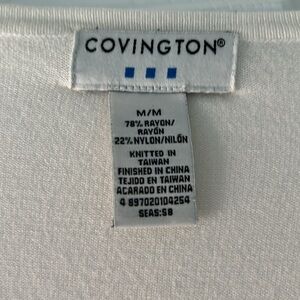 COVINGTON®
M/M
78% RAYON/
RAYÓN
22% NYLON/NILÓN
KNITTED IN
TAIWAN
FINISHED IN CHINA
TEJIDO EN TAIWAN
ACARADO EN CHINA
4 897020104254
SEAS:S8